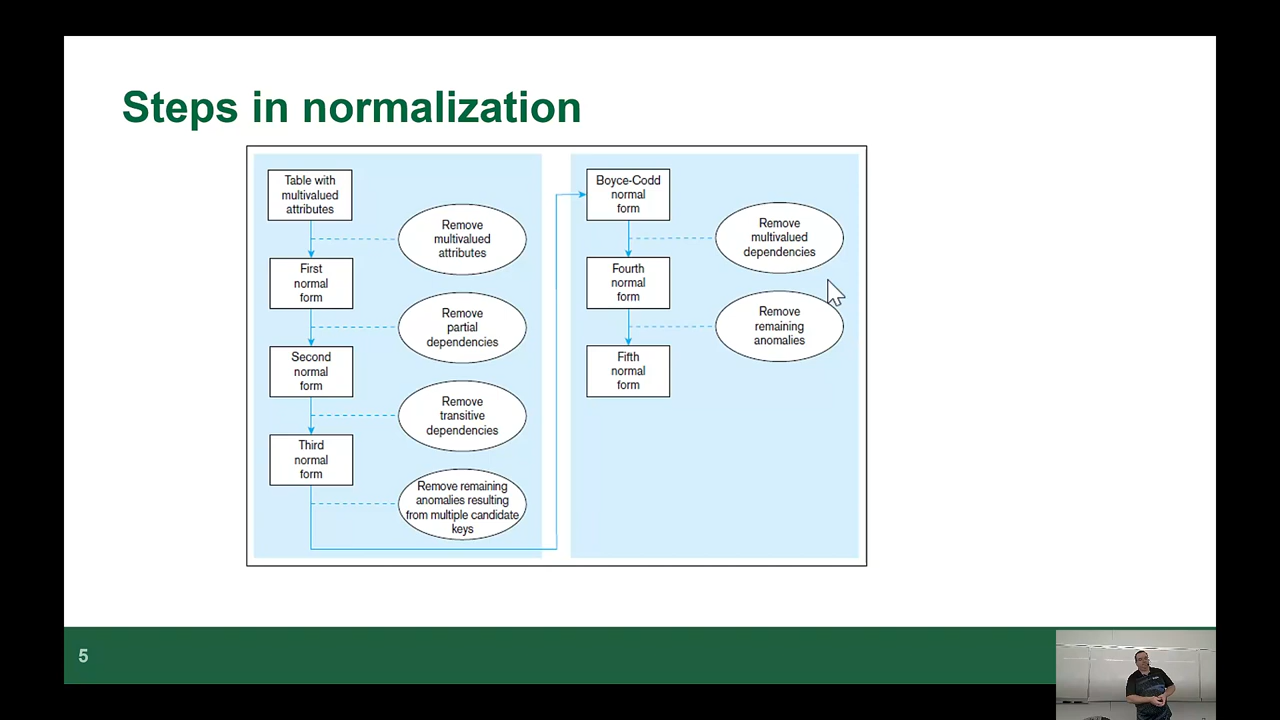 Steps in normalization
Table with
multivalued
attributes
Remove
multivalued
attributes
First
normal
form
Remove
partial
dependencies
Second
normal
form
Remove
transitive
dependencies
Third
normal
form
Remove remaining
anomalies resulting
from multiple candidate
keys
Boyce-Codd
normal
form
Remove
multivalued
dependencies
Fourth
normal
form
Remove
remaining
anomalies
Fifth
normal
form
5